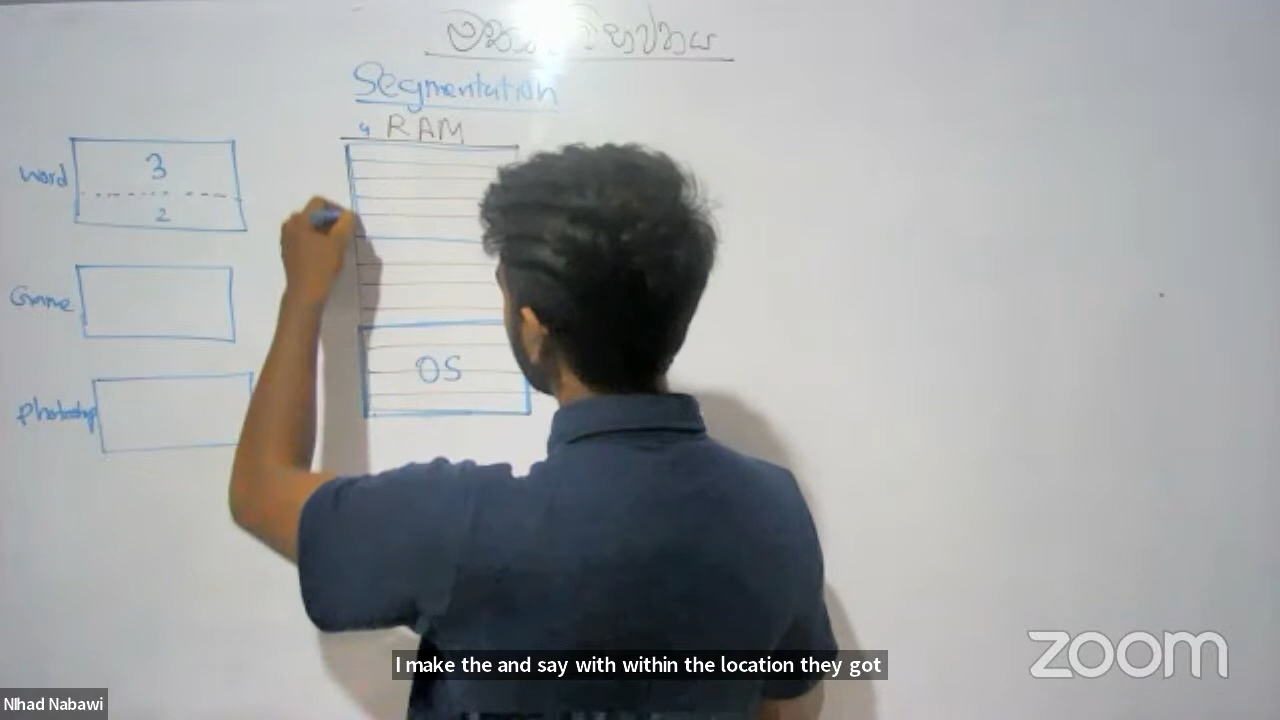 Segmentation
RAM
Word
3
2
Game
Photoshop
OS
I make the and say with within the location they got
zoom
NIhad Nabawi